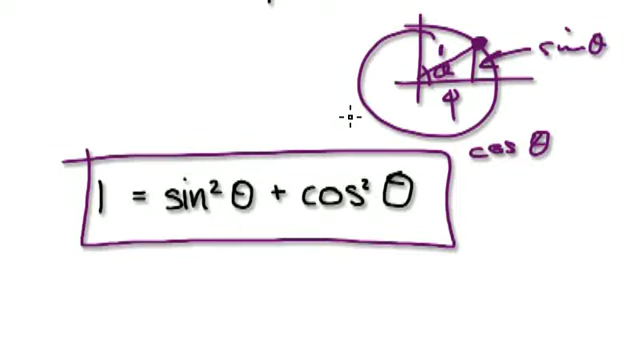 1
sin θ
cos θ
1 = sin² θ + cos² θ